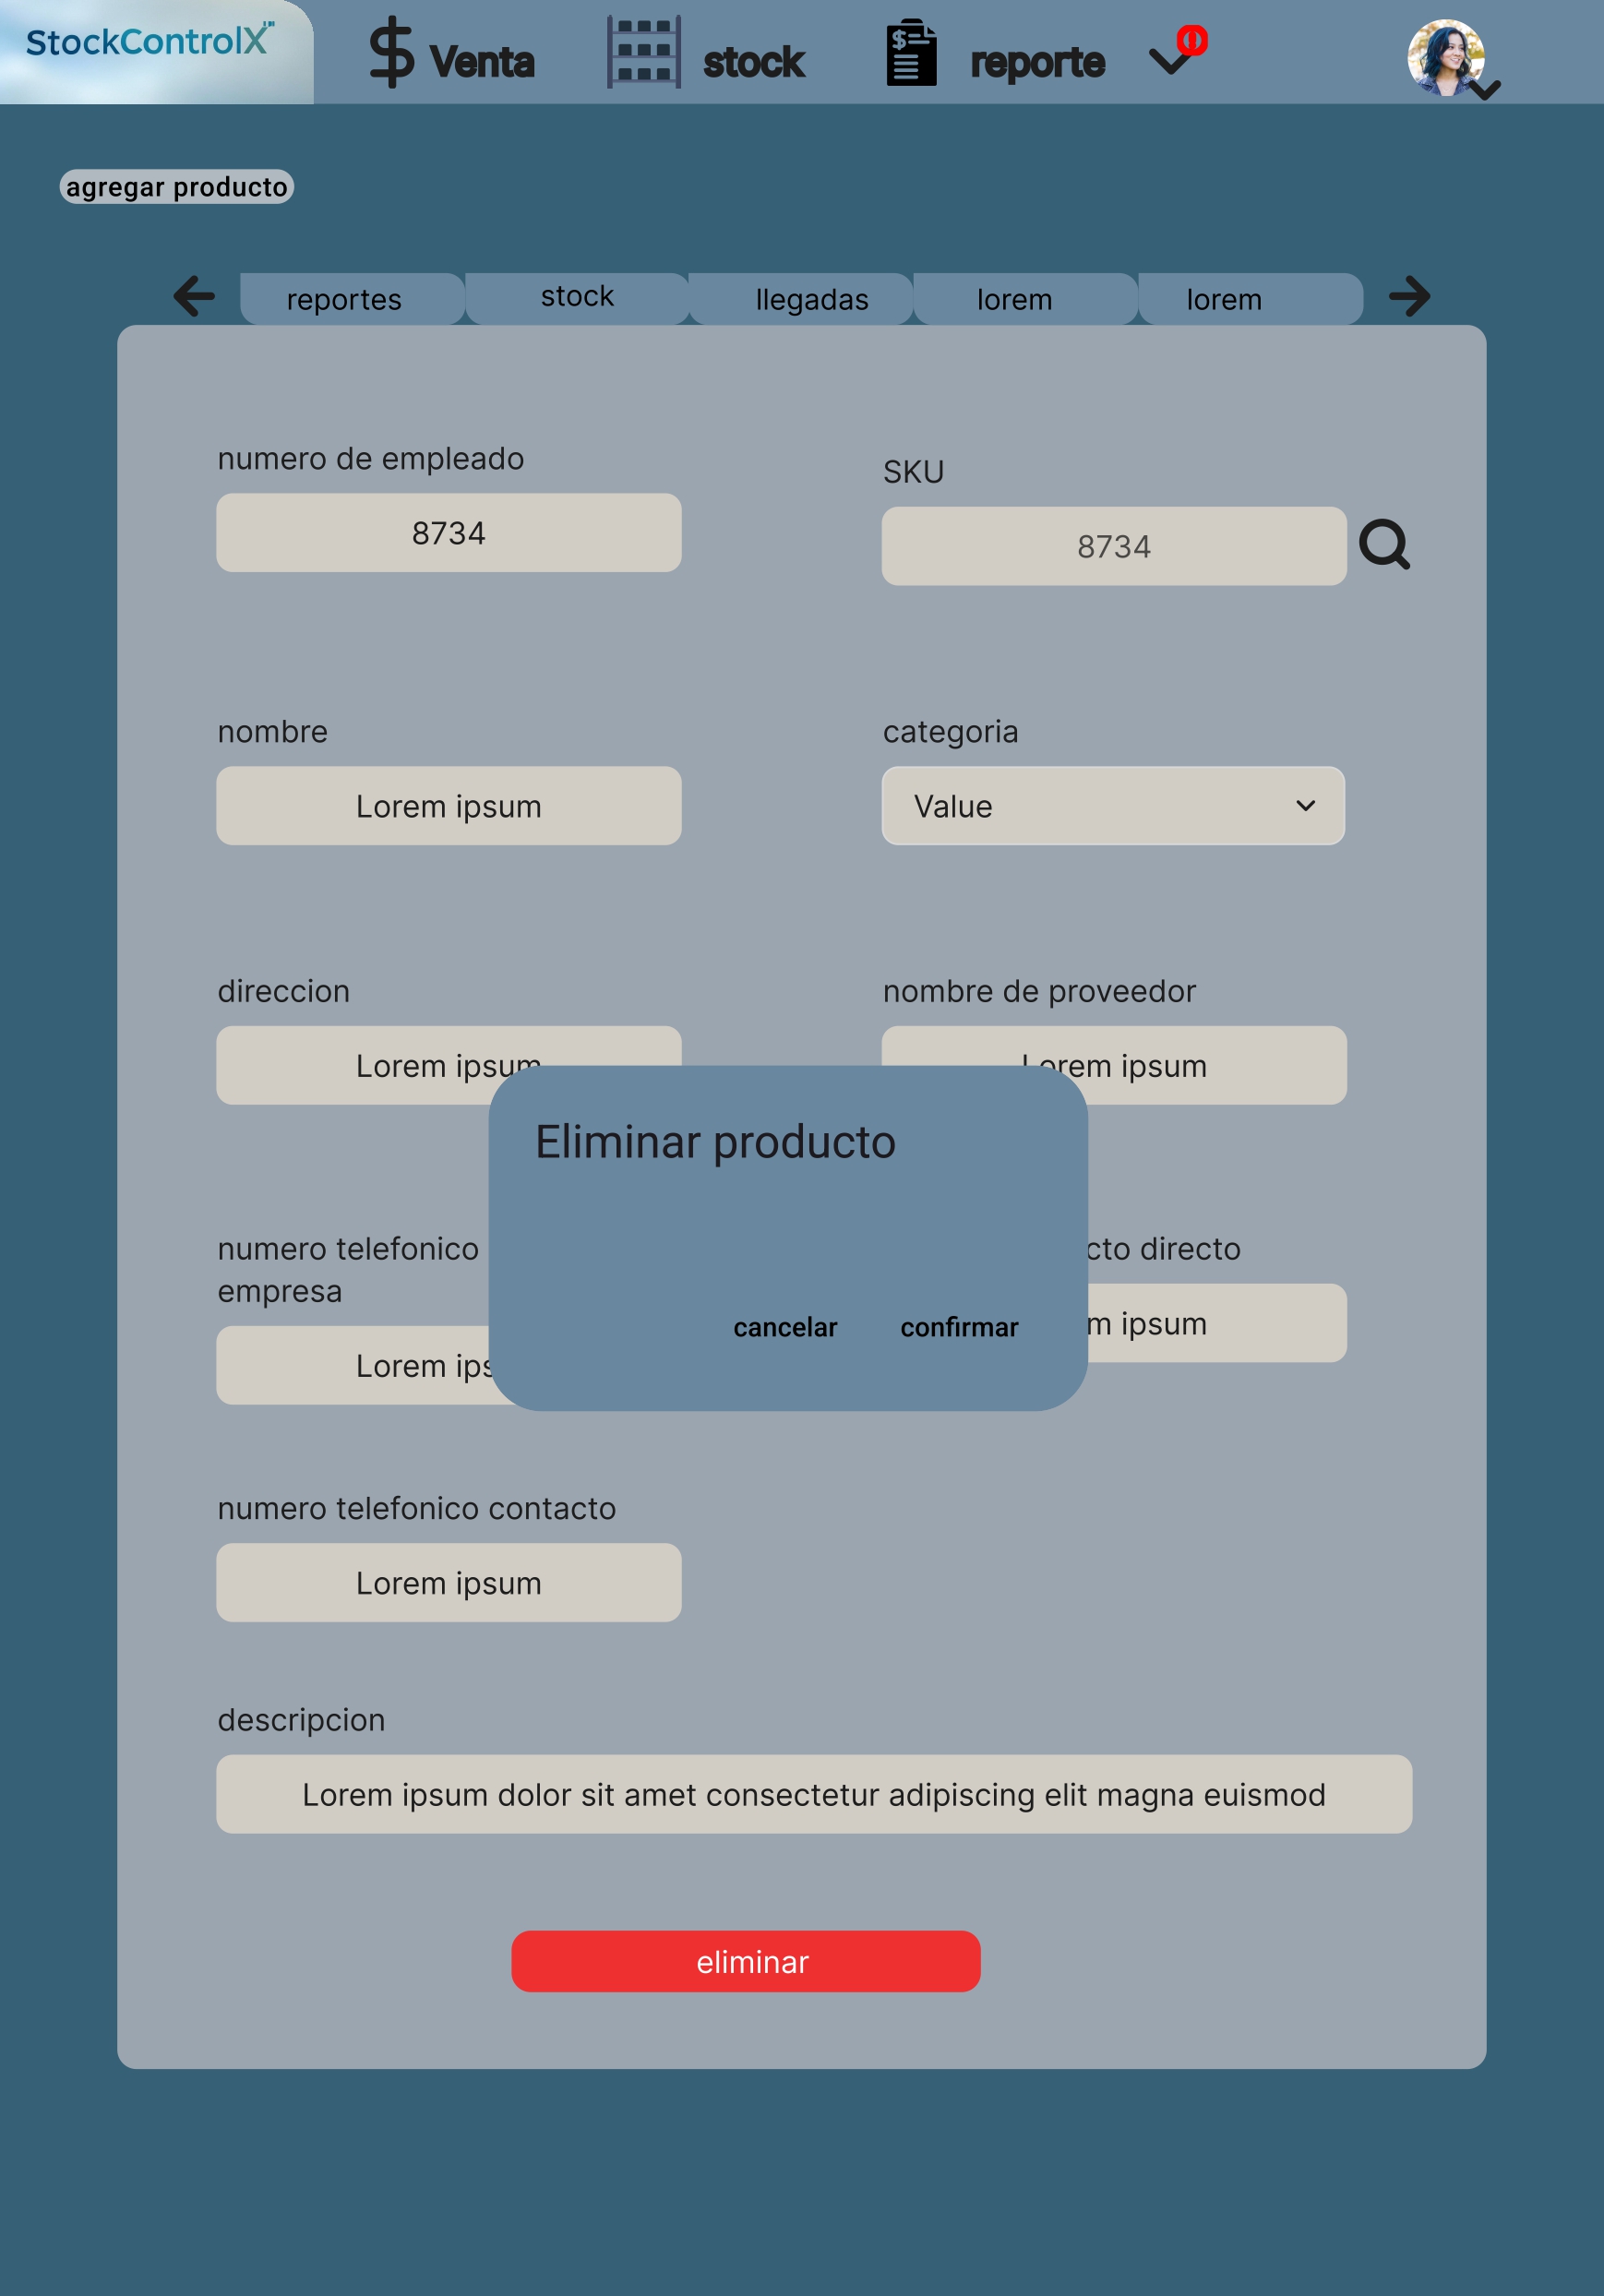 StockControlX
Venta
stock
reporte
0
agregar producto
reportes
stock
llegadas
lorem
lorem
numero de empleado
8734
SKU
8734
nombre
Lorem ipsum
categoria
Value
direccion
Lorem ipsum
nombre de proveedor
Lorem ipsum
Eliminar producto
cancelar
confirmar
numero telefonico
empresa
Lorem ips
cto directo
m ipsum
numero telefonico contacto
Lorem ipsum
descripcion
Lorem ipsum dolor sit amet consectetur adipiscing elit magna euismod
eliminar